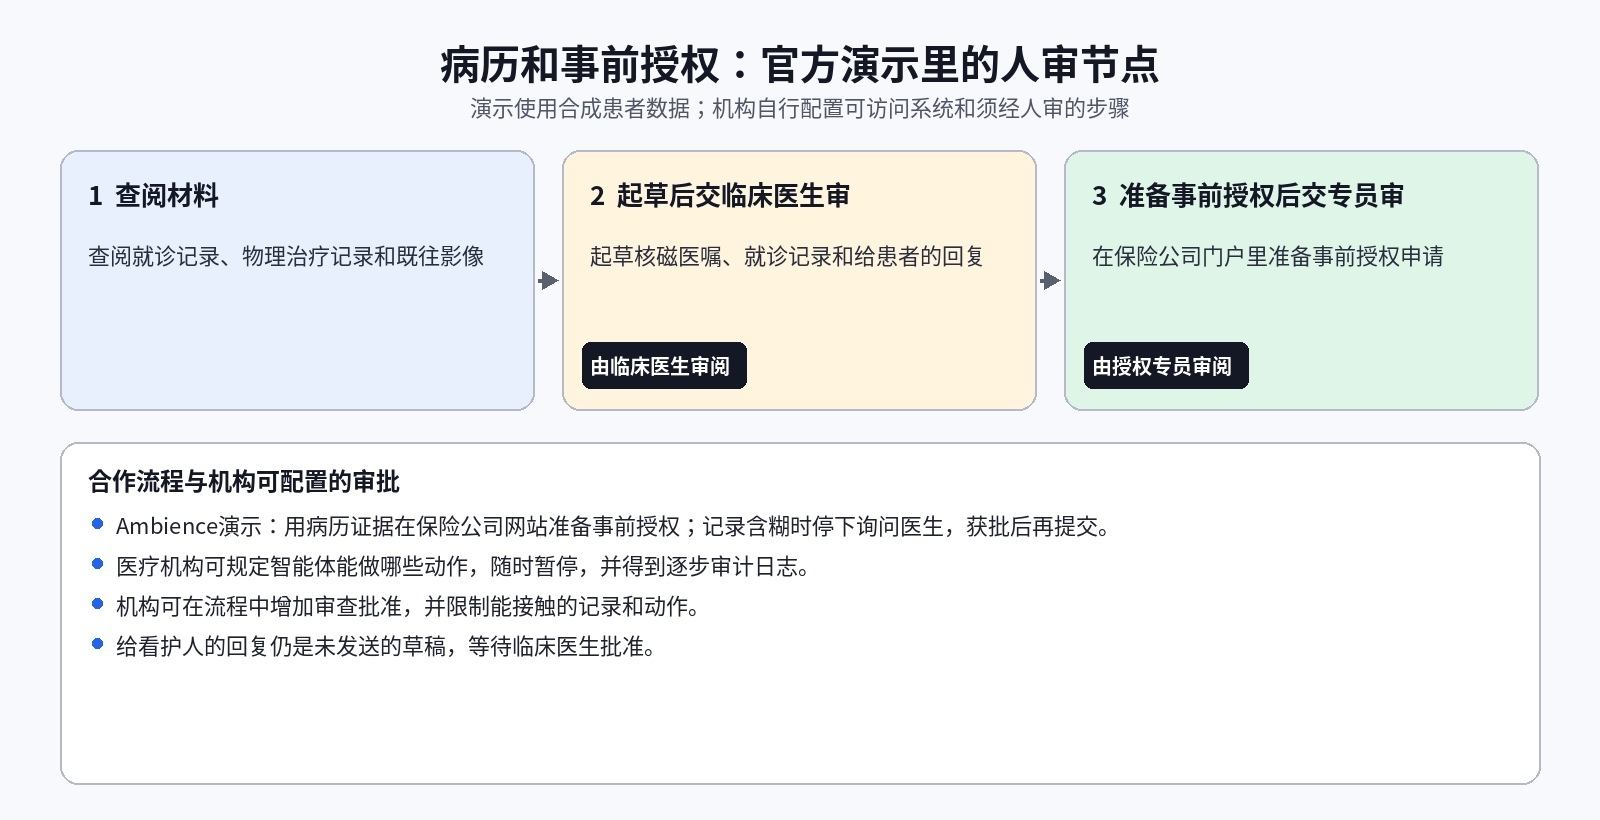 病历和事前授权：官方演示里的人审节点
演示使用合成患者数据；机构自行配置可访问系统和须经人审的步骤
1 查阅材料
查阅就诊记录、物理治疗记录和既往影像
2 起草后交临床医生审
起草核磁医嘱、就诊记录和给患者的回复
由临床医生审阅
3 准备事前授权后交专员审
在保险公司门户里准备事前授权申请
由授权专员审阅
合作流程与机构可配置的审批
Ambience演示：用病历证据在保险公司网站准备事前授权；记录含糊时停下询问医生，获批后再提交。
医疗机构可规定智能体能做哪些动作，随时暂停，并得到逐步审计日志。
机构可在流程中增加审查批准，并限制能接触的记录和动作。
给看护人的回复仍是未发送的草稿，等待临床医生批准。